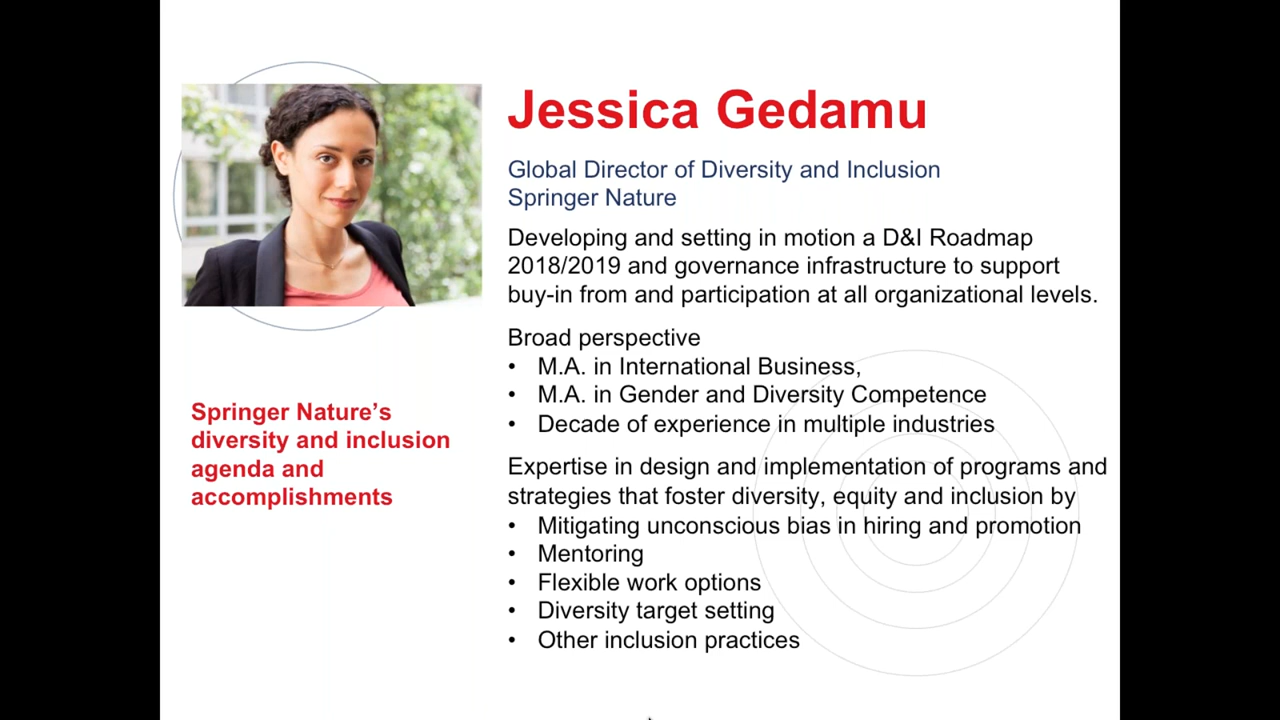 Jessica Gedamu
Global Director of Diversity and Inclusion
Springer Nature
Developing and setting in motion a D&I Roadmap
2018/2019 and governance infrastructure to support
buy-in from and participation at all organizational levels.
Broad perspective
• M.A. in International Business,
• M.A. in Gender and Diversity Competence
• Decade of experience in multiple industries
Expertise in design and implementation of programs and
strategies that foster diversity, equity and inclusion by
• Mitigating unconscious bias in hiring and promotion
• Mentoring
• Flexible work options
• Diversity target setting
• Other inclusion practices
Springer Nature’s
diversity and inclusion
agenda and
accomplishments